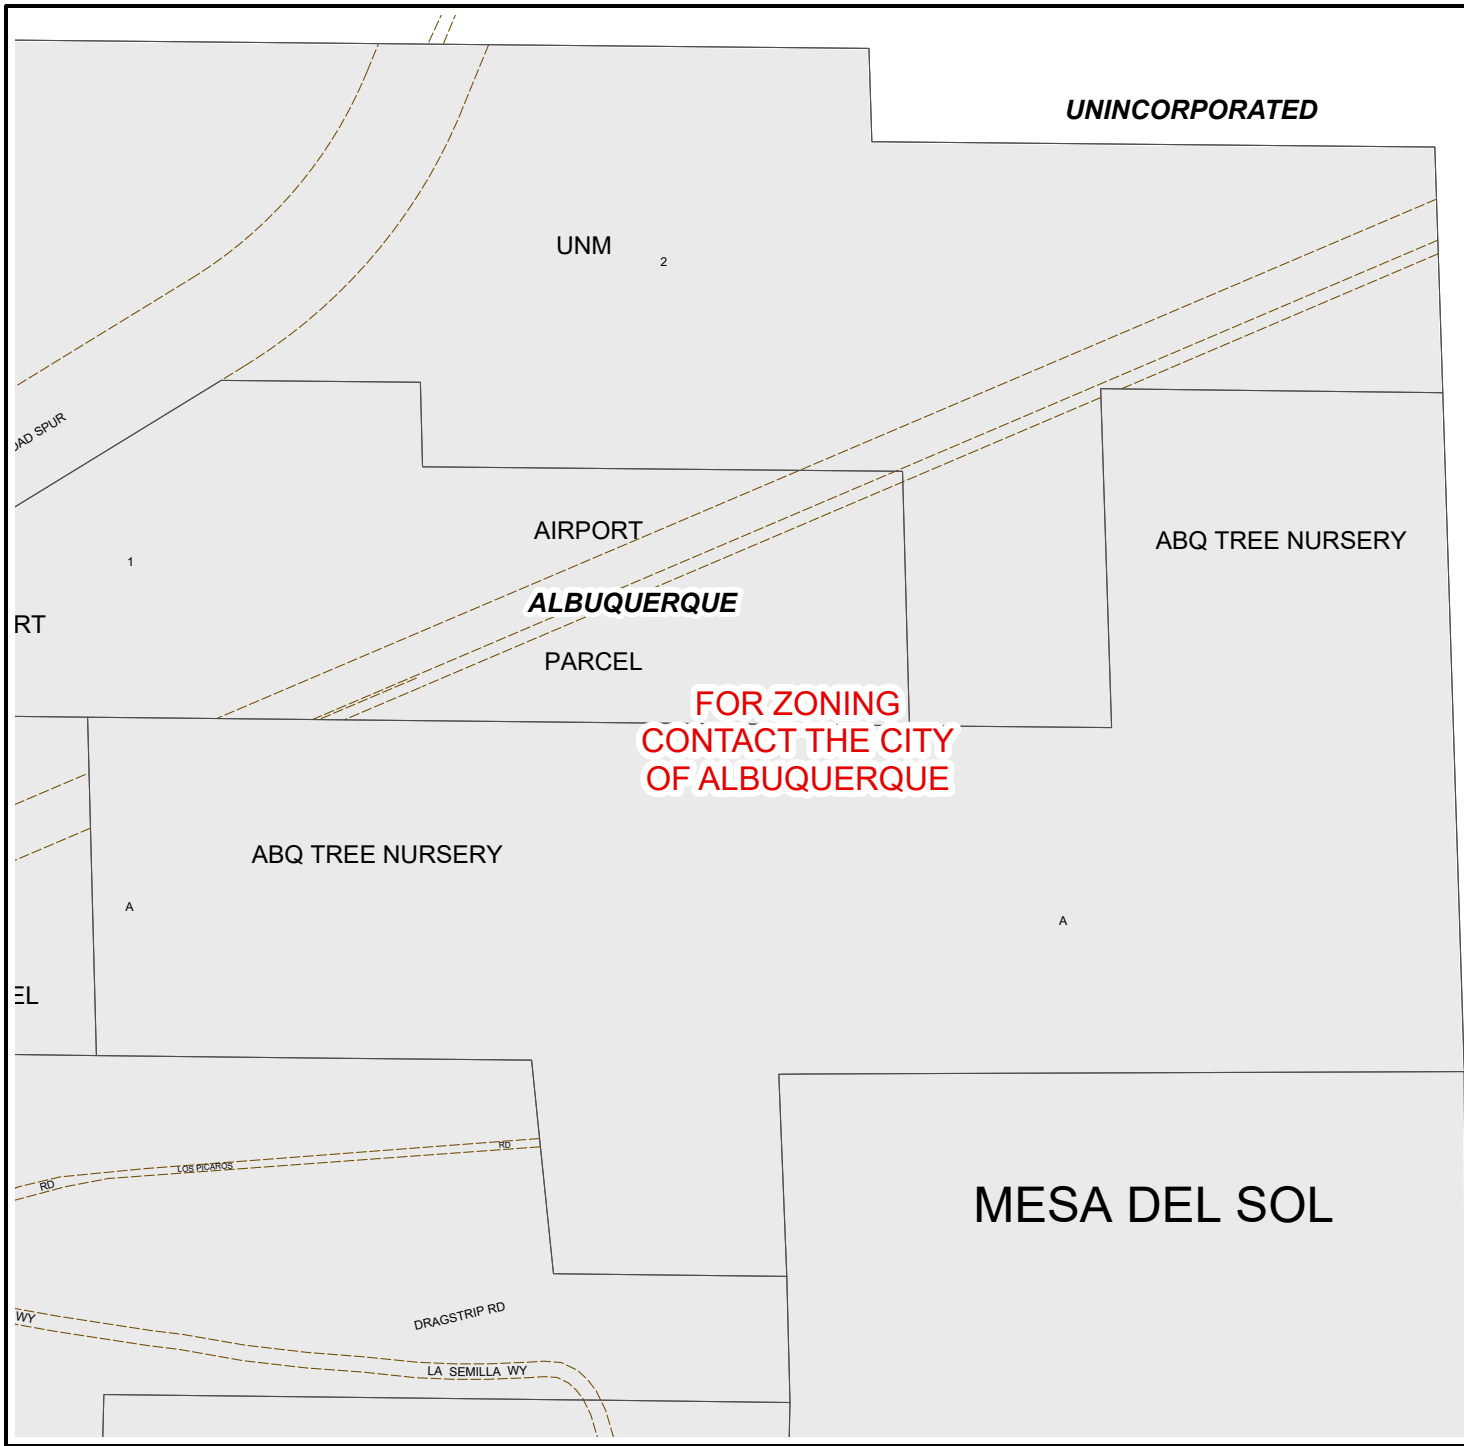 UNINCORPORATED
UNM
2
OAD SPUR
AIRPORT
ABQ TREE NURSERY
1
ALBUQUERQUE
RT
PARCEL
FOR ZONING
CONTACT THE CITY
OF ALBUQUERQUE
ABQ TREE NURSERY
A
A
EL
RD
LOS PICAROS
RD
MESA DEL SOL
WY
DRAGSTRIP RD
LA SEMILLA WY